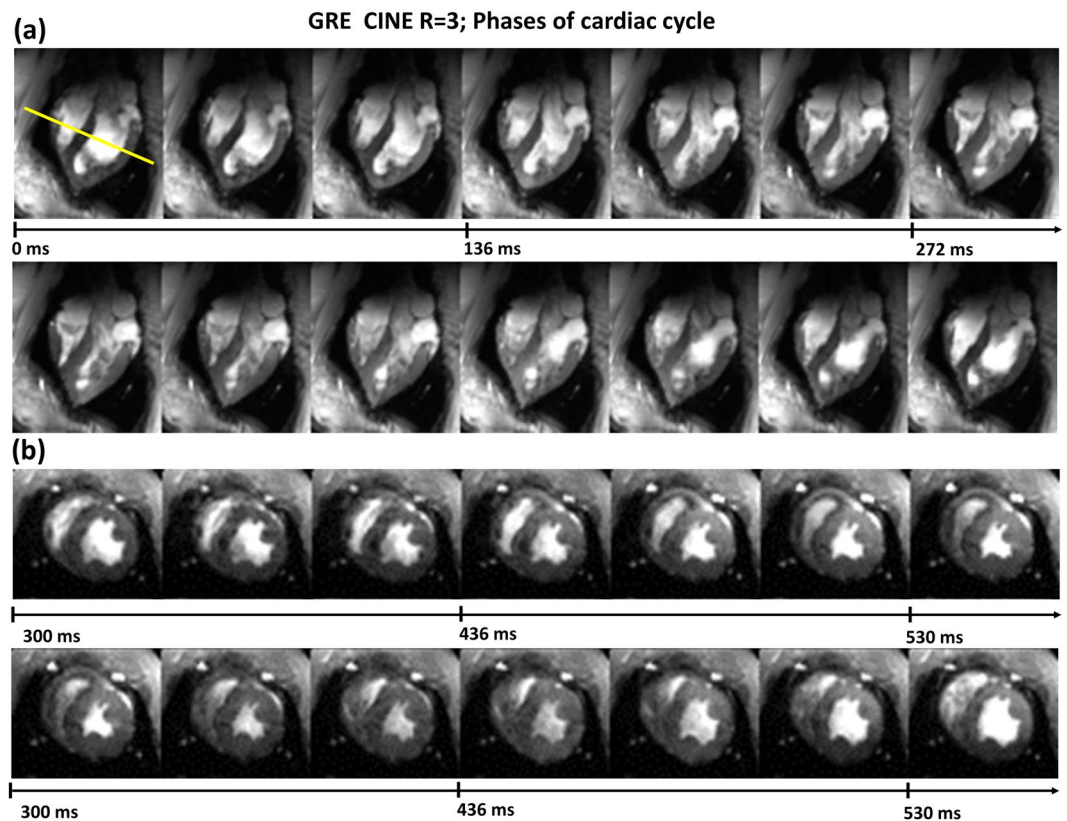 GRE CINE R=3; Phases of cardiac cycle
(a)
0 ms 136 ms 272 ms
(b)
300 ms 436 ms 530 ms
300 ms 436 ms 530 ms